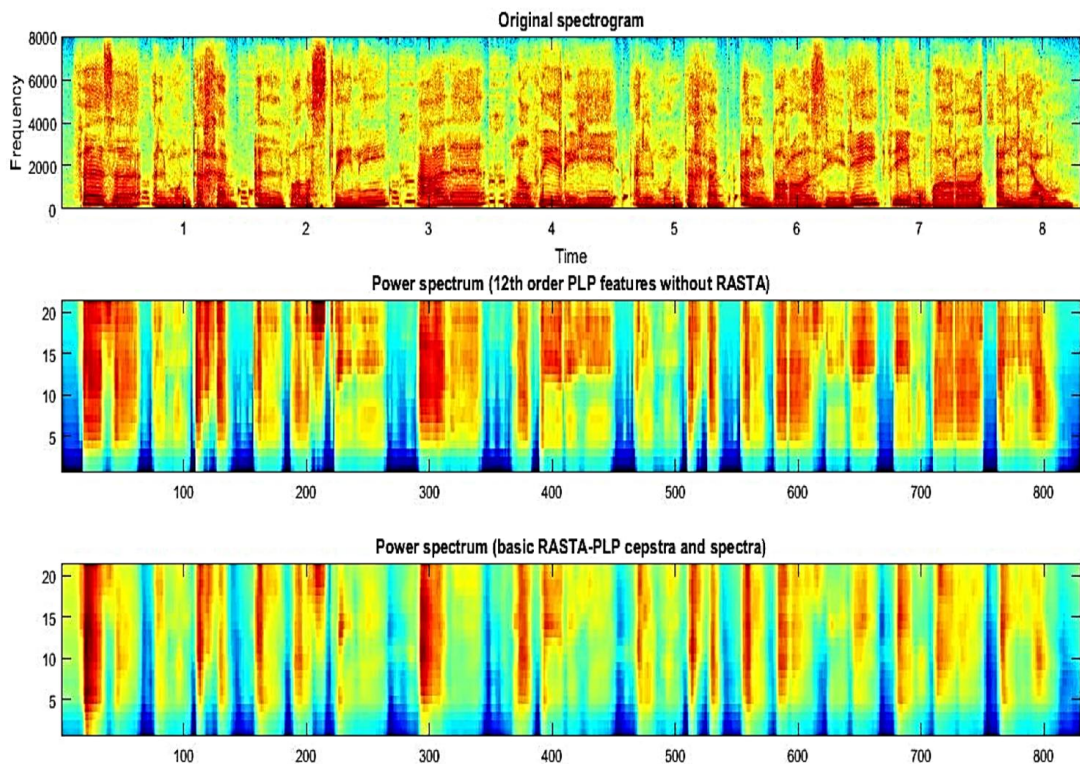 Original spectrogram
8000
6000
4000
2000
0
Frequency
1 2 3 4 5 6 7 8
Time
Power spectrum (12th order PLP features without RASTA)
20
15
10
5
100 200 300 400 500 600 700 800
Power spectrum (basic RASTA-PLP cepstra and spectra)
20
15
10
5
100 200 300 400 500 600 700 800